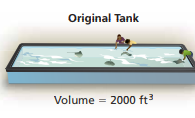 Original Tank
Volume = 2000 ft³